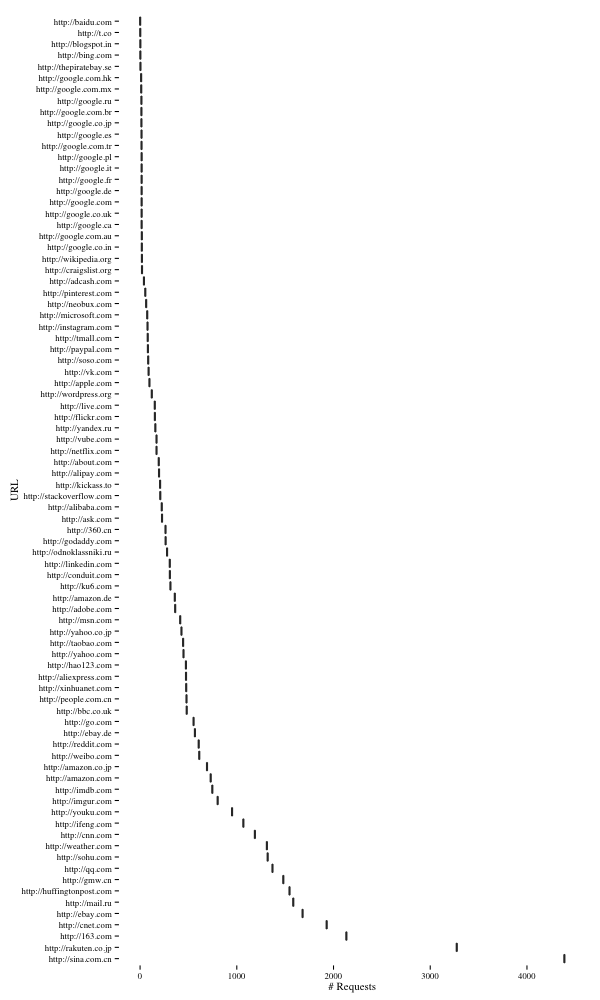 http://baidu.com
http://t.co
http://blogspot.in
http://bing.com
http://thepiratebay.se
http://google.com.hk
http://google.com.mx
http://google.ru
http://google.com.br
http://google.co.jp
http://google.es
http://google.com.tr
http://google.pl
http://google.it
http://google.fr
http://google.de
http://google.com
http://google.co.uk
http://google.ca
http://google.com.au
http://google.co.in
http://wikipedia.org
http://craigslist.org
http://adcash.com
http://pinterest.com
http://neobux.com
http://microsoft.com
http://instagram.com
http://tmall.com
http://paypal.com
http://soso.com
http://vk.com
http://apple.com
http://wordpress.org
http://live.com
http://flickr.com
http://yandex.ru
http://vube.com
http://netflix.com
http://about.com
http://alipay.com
http://kickass.to
http://stackoverflow.com
http://alibaba.com
http://ask.com
http://360.cn
http://godaddy.com
http://odnoklassniki.ru
http://linkedin.com
http://conduit.com
http://ku6.com
http://amazon.de
http://adobe.com
http://msn.com
http://yahoo.co.jp
http://taobao.com
http://yahoo.com
http://hao123.com
http://aliexpress.com
http://xinhuanet.com
http://people.com.cn
http://bbc.co.uk
http://go.com
http://ebay.de
http://reddit.com
http://weibo.com
http://amazon.co.jp
http://amazon.com
http://imdb.com
http://imgur.com
http://youku.com
http://ifeng.com
http://cnn.com
http://weather.com
http://sohu.com
http://qq.com
http://gmw.cn
http://huffingtonpost.com
http://mail.ru
http://ebay.com
http://cnet.com
http://163.com
http://rakuten.co.jp
http://sina.com.cn
URL
0 1000 2000 3000 4000
# Requests